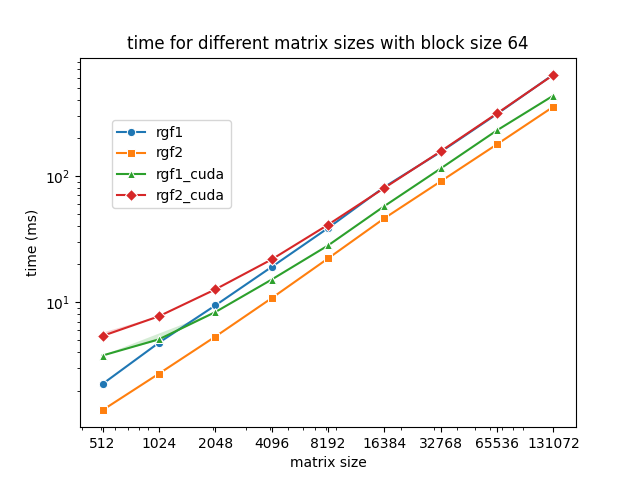 time for different matrix sizes with block size 64
rgf1
rgf2
rgf1_cuda
rgf2_cuda
10²
10¹
time (ms)
512 1024 2048 4096 8192 16384 32768 65536 131072
matrix size